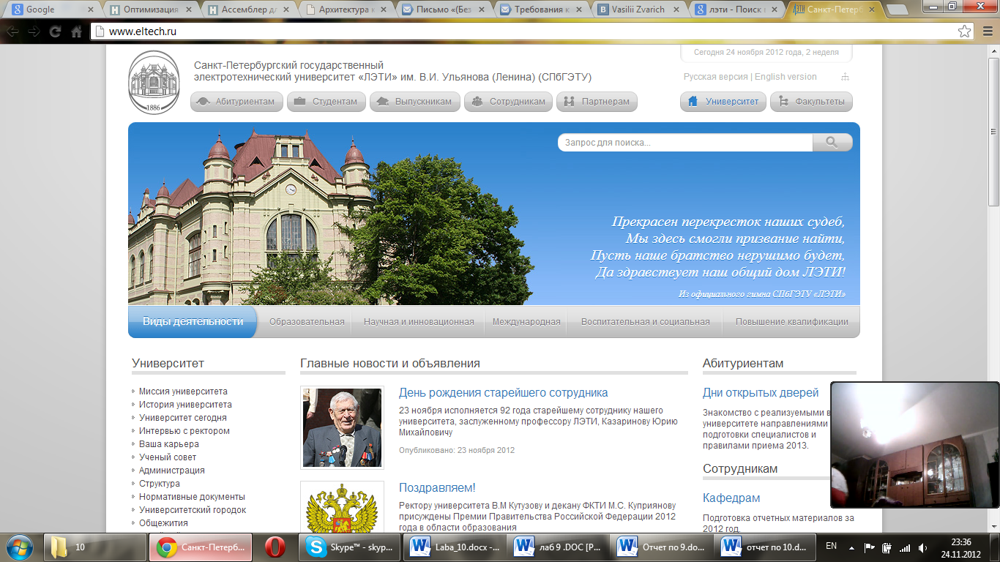 Google
Оптимизация
Ассемблер дл
Архитектура к
Письмо «(Без
Требования к
Vasilii Zvarich
лэти - Поиск
Санкт-Петерб
www.eltech.ru
Сегодня 24 ноября 2012 года, 2 неделя
Санкт-Петербургский государственный
электротехнический университет «ЛЭТИ» им. В.И. Ульянова (Ленина) (СПбГЭТУ)
Русская версия | English version
1886
Абитуриентам
Студентам
Выпускникам
Сотрудникам
Партнерам
Университет
Факультеты
Запрос для поиска...
Прекрасен перекресток наших судеб,
Мы здесь смогли призвание найти,
Пусть наше братство нерушимо будет,
Да здравствует наш общий дом ЛЭТИ!
Из официального гимна СПбГЭТУ «ЛЭТИ»
Виды деятельности
Образовательная
Научная и инновационная
Международная
Воспитательная и социальная
Повышение квалификации
Университет
Миссия университета
История университета
Университет сегодня
Интервью с ректором
Ваша карьера
Ученый совет
Администрация
Структура
Нормативные документы
Университетский городок
Общежития
Главные новости и объявления
День рождения старейшего сотрудника
23 ноября исполняется 92 года старейшему сотруднику нашего
университета, заслуженному профессору ЛЭТИ, Казаринову Юрию
Михайловичу
Опубликовано: 23 ноября 2012
Поздравляем!
Ректору университета В.М Кутузову и декану ФКТИ М.С. Куприянову
присуждены Премии Правительства Российской Федерации 2012
года в области образования
Абитуриентам
Дни открытых дверей
Знакомство с реализуемыми в
университете направлениями
подготовки специалистов и
правилами приема 2013.
Сотрудникам
Кафедрам
Подготовка отчетных материалов за
2012 год.
10
Санкт-Петерб...
Skype™ - skyp...
Laba_10.docx -...
лаб 9 .DOC [Р...
Отчет по 9.do...
отчет по 10.d...
EN
23:36
24.11.2012